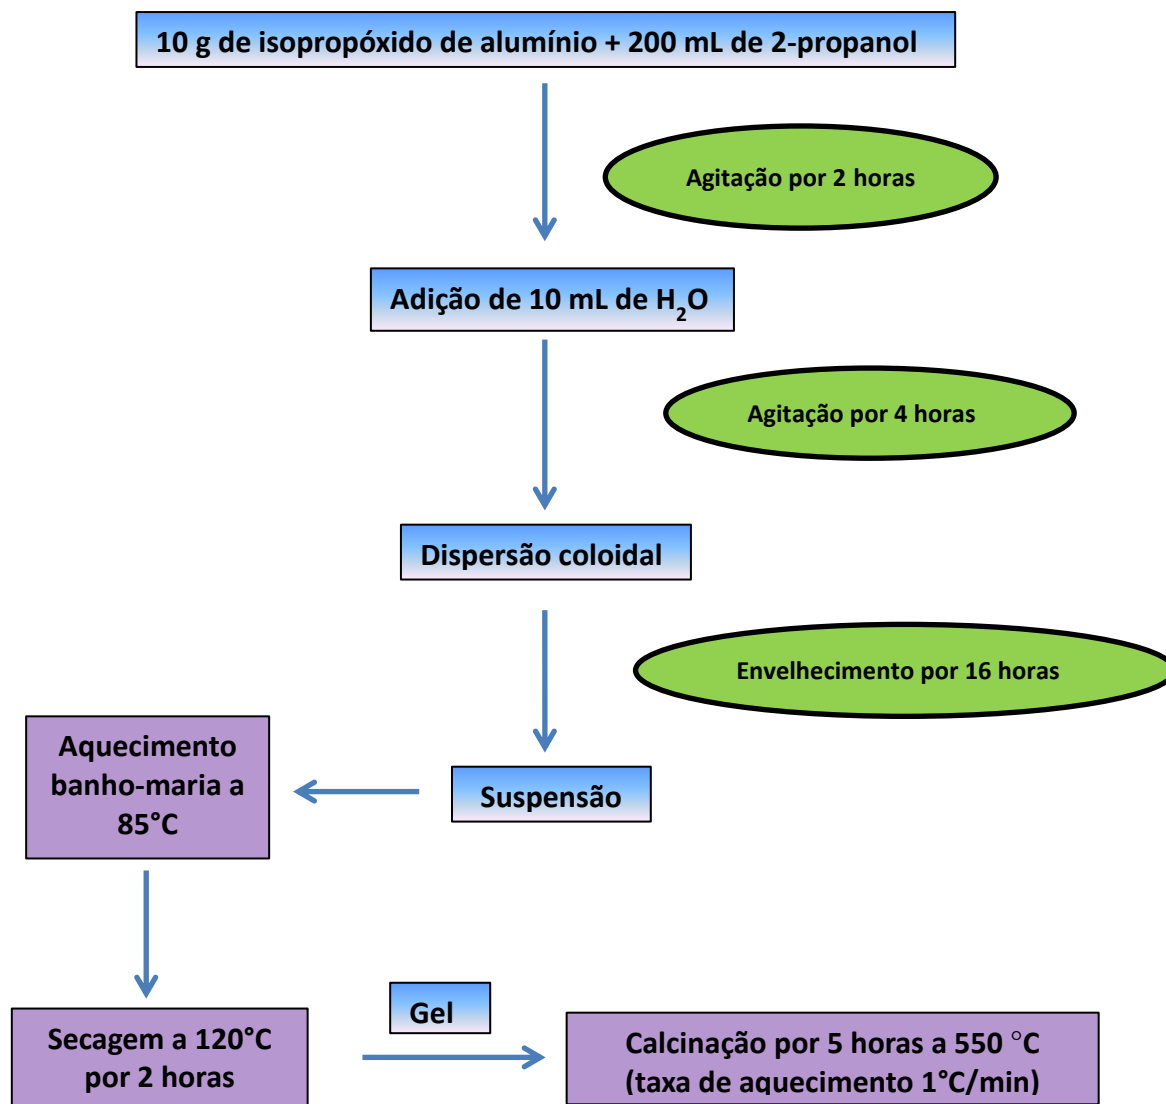 10 g de isopropóxido de alumínio + 200 mL de 2-propanol
Agitação por 2 horas
Adição de 10 mL de H₂O
Agitação por 4 horas
Dispersão coloidal
Envelhecimento por 16 horas
Suspensão
Aquecimento
banho-maria a
85°C
Secagem a 120°C
por 2 horas
Gel
Calcinação por 5 horas a 550 °C
(taxa de aquecimento 1°C/min)